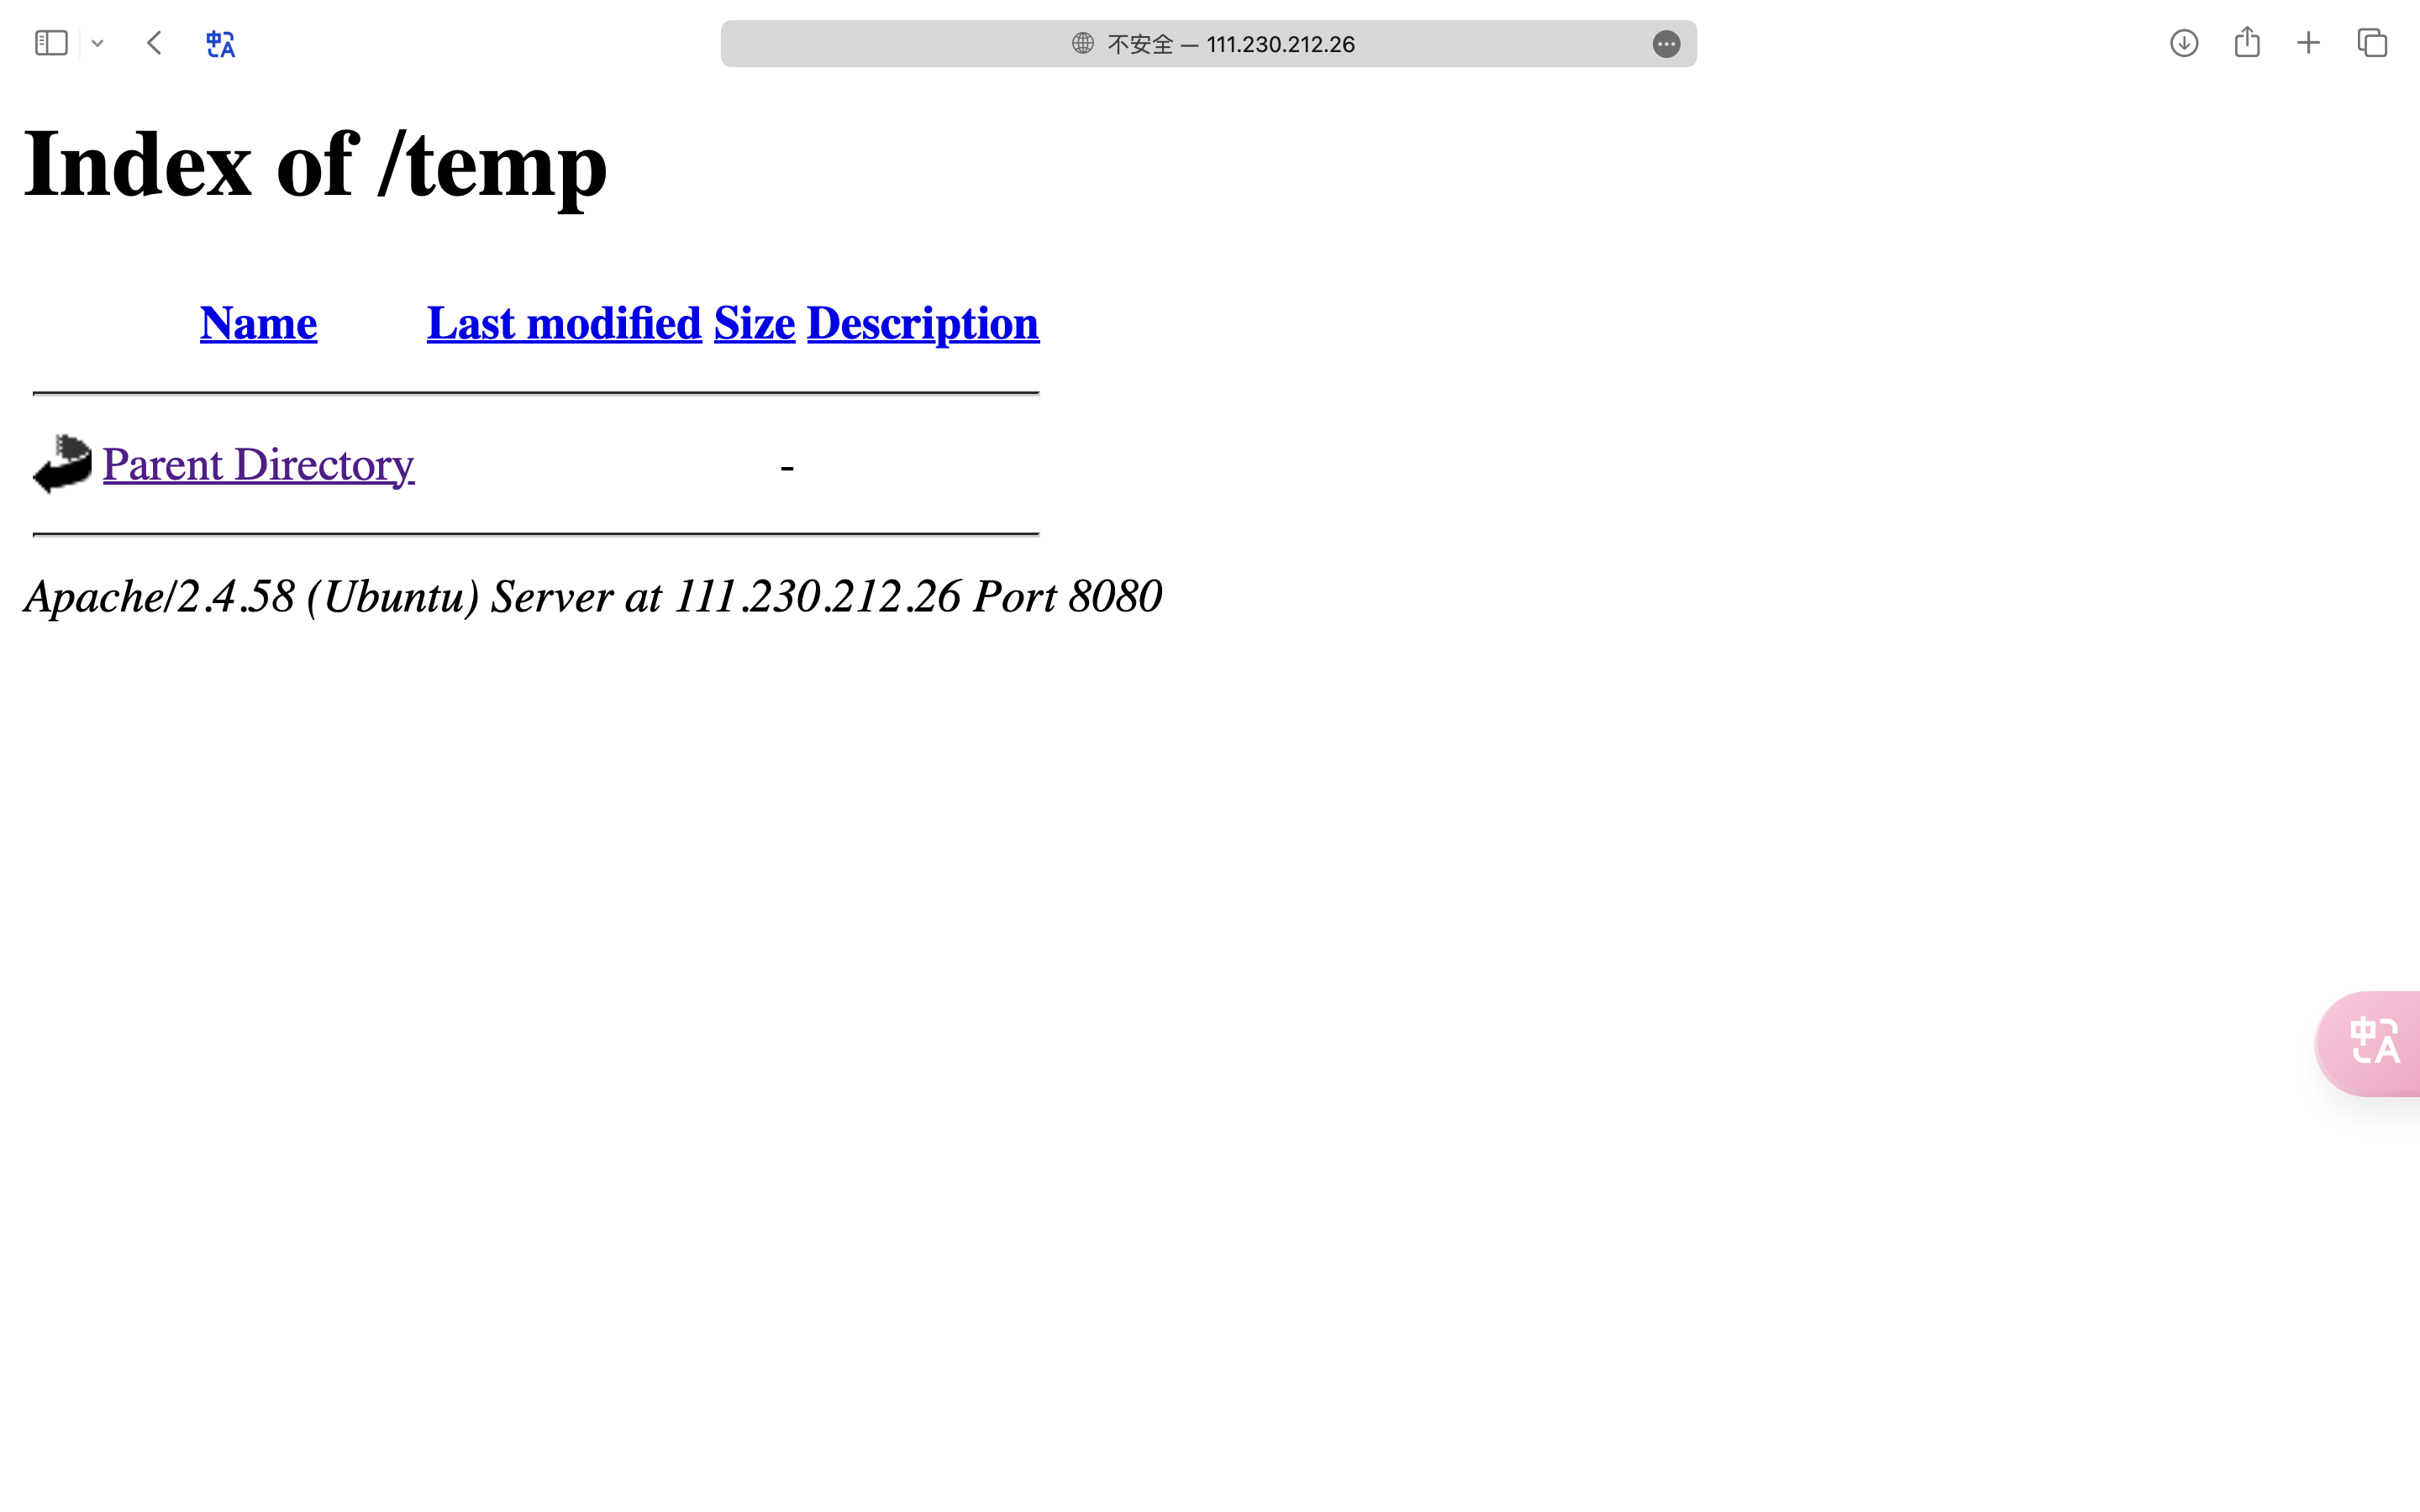 不安全 — 111.230.212.26
Index of /temp
Name Last modified Size Description
Parent Directory -
Apache/2.4.58 (Ubuntu) Server at 111.230.212.26 Port 8080